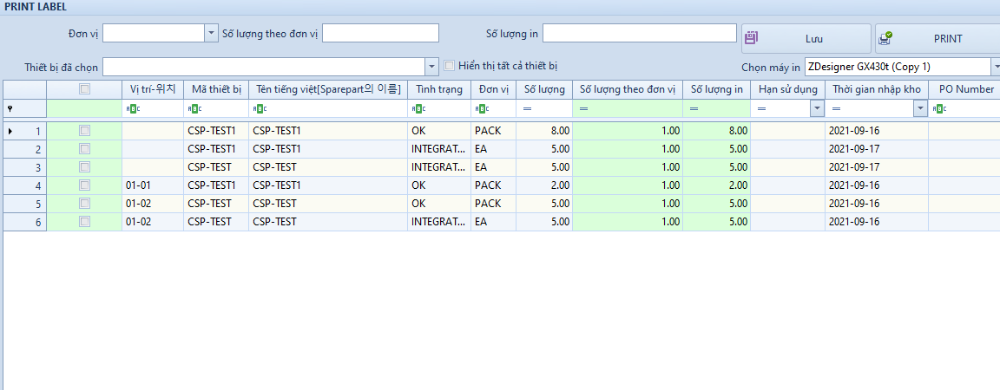 PRINT LABEL
Đơn vị Số lượng theo đơn vị Số lượng in Lưu PRINT
Thiết bị đã chọn Hiển thị tất cả thiết bị Chọn máy in ZDesigner GX430t (Copy 1)
Vị trí-위치 Mã thiết bị Tên tiếng việt[Sparepart의 이름] Tình trạng Đơn vị Số lượng Số lượng theo đơn vị Số lượng in Hạn sử dụng Thời gian nhập kho PO Number
ABC ABC ABC ABC ABC = = = = = ABC
1 CSP-TEST1 CSP-TEST1 OK PACK 8.00 1.00 8.00 2021-09-16
2 CSP-TEST1 CSP-TEST1 INTEGRAT... EA 5.00 1.00 5.00 2021-09-17
3 CSP-TEST CSP-TEST INTEGRAT... EA 5.00 1.00 5.00 2021-09-17
4 01-01 CSP-TEST1 CSP-TEST1 OK PACK 2.00 1.00 2.00 2021-09-16
5 01-02 CSP-TEST CSP-TEST OK PACK 5.00 1.00 5.00 2021-09-16
6 01-02 CSP-TEST CSP-TEST INTEGRAT... EA 5.00 1.00 5.00 2021-09-16